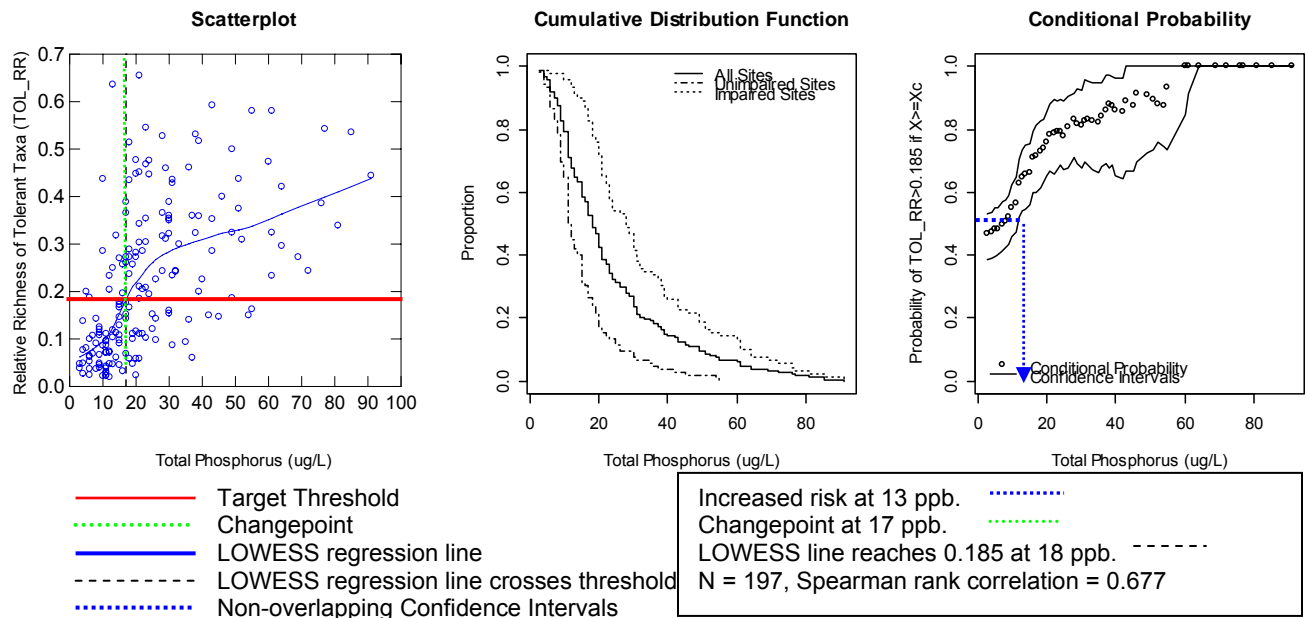 Scatterplot
Relative Richness of Tolerant Taxa (TOL_RR)
0.7
0.6
0.5
0.4
0.3
0.2
0.1
0.0
0 10 20 30 40 50 60 70 80 90 100
Total Phosphorus (ug/L)
Cumulative Distribution Function
All Sites
Unimpaired Sites
Impaired Sites
Proportion
1.0
0.8
0.6
0.4
0.2
0.0
0 20 40 60 80
Total Phosphorus (ug/L)
Conditional Probability
Probability of TOL_RR>0.185 if X>=Xc
1.0
0.8
0.6
0.4
0.2
0.0
Conditional Probability
Confidence Intervals
0 20 40 60 80
Total Phosphorus (ug/L)
Target Threshold
Changepoint
LOWESS regression line
LOWESS regression line crosses threshold
Non-overlapping Confidence Intervals
Increased risk at 13 ppb.
Changepoint at 17 ppb.
LOWESS line reaches 0.185 at 18 ppb.
N = 197, Spearman rank correlation = 0.677